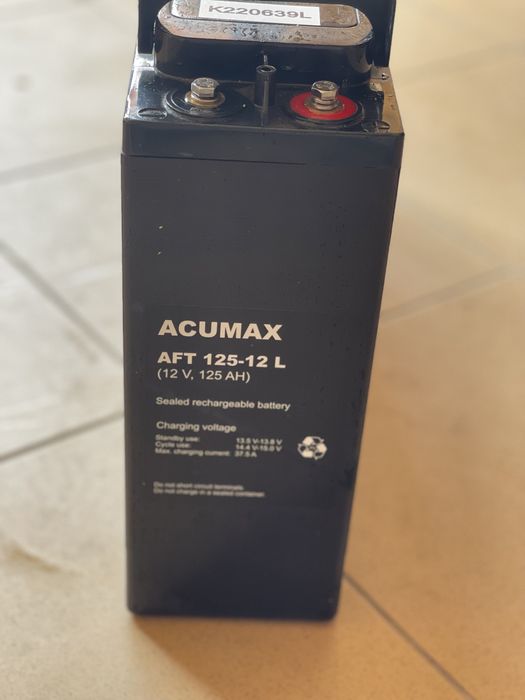 K220639L
ACUMAX
AFT 125-12 L
(12 V, 125 AH)
Sealed rechargeable battery
Charging voltage
Standby use: 13.5 V-13.8 V
Cycle use: 14.4 V-15.0 V
Max. charging current: 37.5 A
Do not short circuit terminals.
Do not charge in a sealed container.